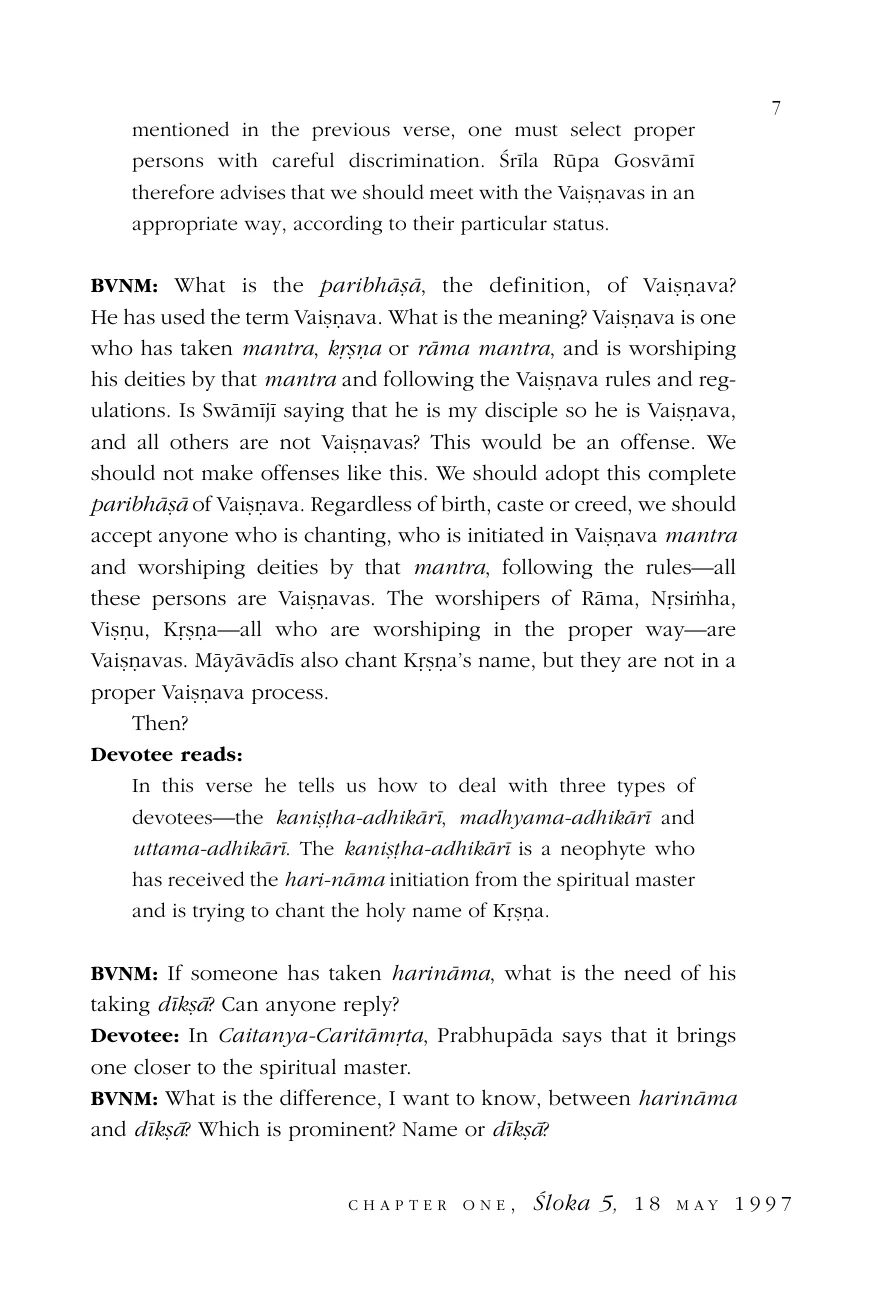 7
mentioned in the previous verse, one must select proper
persons with careful discrimination. Śrīla Rūpa Gosvāmī
therefore advises that we should meet with the Vaiṣṇavas in an
appropriate way, according to their particular status.
BVNM: What is the paribhāṣā, the definition, of Vaiṣṇava?
He has used the term Vaiṣṇava. What is the meaning? Vaiṣṇava is one
who has taken mantra, kṛṣṇa or rāma mantra, and is worshiping
his deities by that mantra and following the Vaiṣṇava rules and reg-
ulations. Is Swāmījī saying that he is my disciple so he is Vaiṣṇava,
and all others are not Vaiṣṇavas? This would be an offense. We
should not make offenses like this. We should adopt this complete
paribhāṣā of Vaiṣṇava. Regardless of birth, caste or creed, we should
accept anyone who is chanting, who is initiated in Vaiṣṇava mantra
and worshiping deities by that mantra, following the rules—all
these persons are Vaiṣṇavas. The worshipers of Rāma, Nṛsiṁha,
Viṣṇu, Kṛṣṇa—all who are worshiping in the proper way—are
Vaiṣṇavas. Māyāvādīs also chant Kṛṣṇa’s name, but they are not in a
proper Vaiṣṇava process.
Then?
Devotee reads:
In this verse he tells us how to deal with three types of
devotees—the kaniṣṭha-adhikārī, madhyama-adhikārī and
uttama-adhikārī. The kaniṣṭha-adhikārī is a neophyte who
has received the hari-nāma initiation from the spiritual master
and is trying to chant the holy name of Kṛṣṇa.
BVNM: If someone has taken harināma, what is the need of his
taking dīkṣā? Can anyone reply?
Devotee: In Caitanya-Caritāmṛta, Prabhupāda says that it brings
one closer to the spiritual master.
BVNM: What is the difference, I want to know, between harināma
and dīkṣā? Which is prominent? Name or dīkṣā?
CHAPTER ONE, Śloka 5, 18 MAY 1997